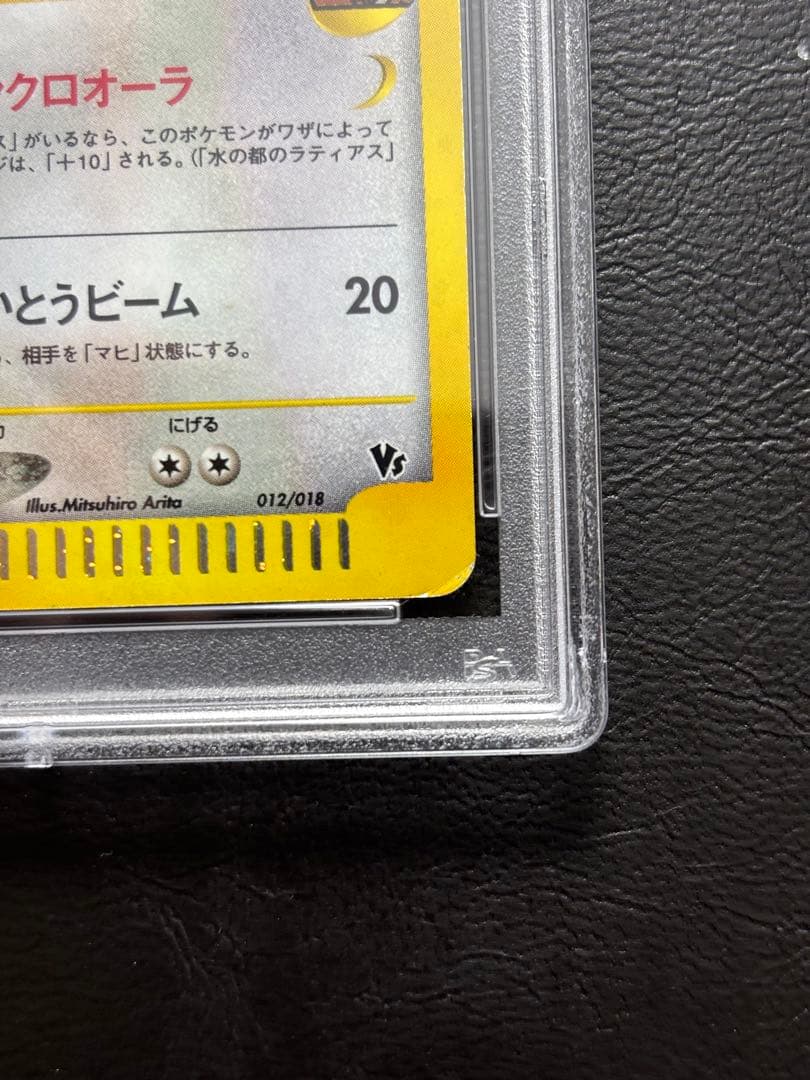 クロオーラ
ス」がいるなら、このポケモンがワザによって
ジは、「＋10」される。(「水の都のラティアス」
いとうビーム 20
、相手を「マヒ」状態にする。
にげる
Vs
Illus.Mitsuhiro Arita 012/018